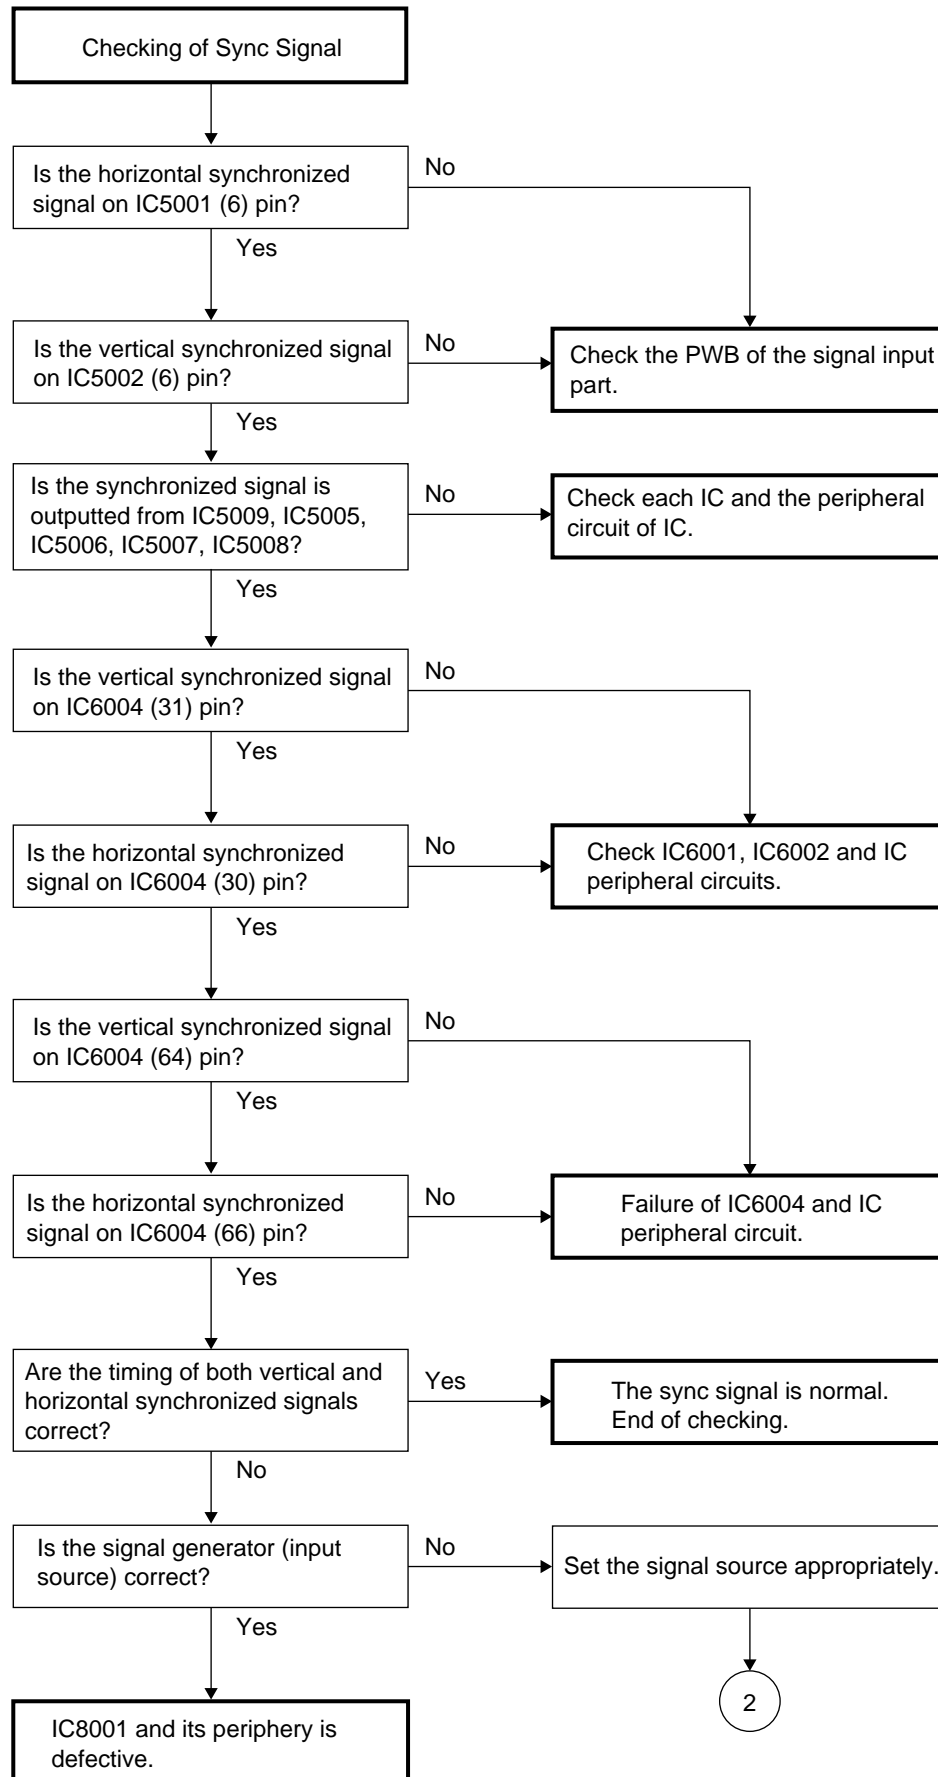 Checking of Sync Signal
Is the horizontal synchronized
signal on IC5001 (6) pin?
No
Yes
Is the vertical synchronized signal
on IC5002 (6) pin?
No
Check the PWB of the signal input
part.
Yes
Is the synchronized signal is
outputted from IC5009, IC5005,
IC5006, IC5007, IC5008?
No
Check each IC and the peripheral
circuit of IC.
Yes
Is the vertical synchronized signal
on IC6004 (31) pin?
No
Yes
Is the horizontal synchronized
signal on IC6004 (30) pin?
No
Check IC6001, IC6002 and IC
peripheral circuits.
Yes
Is the vertical synchronized signal
on IC6004 (64) pin?
No
Yes
Is the horizontal synchronized
signal on IC6004 (66) pin?
No
Failure of IC6004 and IC
peripheral circuit.
Yes
Are the timing of both vertical and
horizontal synchronized signals
correct?
Yes
The sync signal is normal.
End of checking.
No
Is the signal generator (input
source) correct?
No
Set the signal source appropriately.
Yes
2
IC8001 and its periphery is
defective.